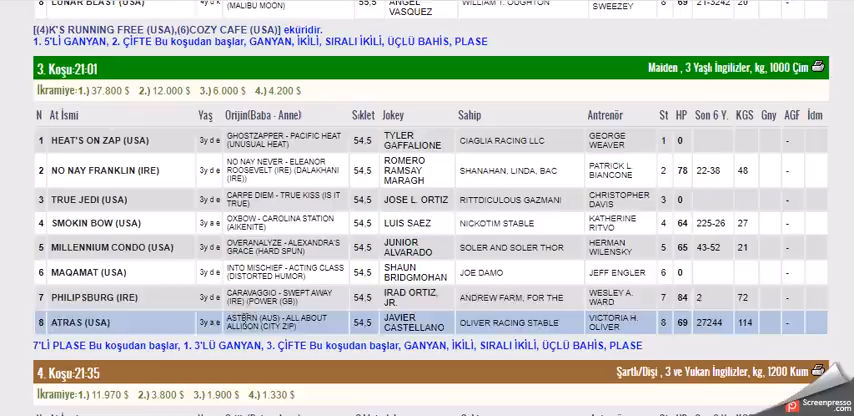 8 LUNAR BLAST (USA) (MALIBU MOON) 55,5 ANGEL VASQUEZ WILLIAM T. OUGHTON SWEEZEY 8 69 21-3242 20
[(4)K'S RUNNING FREE (USA),(6)COZY CAFE (USA)] eküridir.
1. 5'Lİ GANYAN, 2. ÇİFTE Bu koşudan başlar, GANYAN, İKİLİ, SIRALI İKİLİ, ÜÇLÜ BAHİS, PLASE
3. Koşu:21:01 Maiden , 3 Yaşlı İngilizler, kg, 1000 Çim
İkramiye:1.) 37.800 $ 2.) 12.000 $ 3.) 6.000 $ 4.) 4.200 $
N At İsmi Yaş Orijin(Baba - Anne) Sıklet Jokey Sahip Antrenör St HP Son 6 Y. KGS Gny AGF İdm
1 HEAT'S ON ZAP (USA) 3y d e GHOSTZAPPER - PACIFIC HEAT (UNUSUAL HEAT) 54,5 TYLER GAFFALIONE CIAGLIA RACING LLC GEORGE WEAVER 1 0 -
2 NO NAY FRANKLIN (IRE) 3y d e NO NAY NEVER - ELEANOR ROOSEVELT (IRE) (DALAKHANI (IRE)) 54,5 ROMERO RAMSAY MARAGH SHANAHAN, LINDA, BAC PATRICK L. BIANCONE 2 78 22-38 48 -
3 TRUE JEDI (USA) 3y d e CARPE DIEM - TRUE KISS (IS IT TRUE) 54,5 JOSE L. ORTIZ RITTDICULOUS GAZMANI CHRISTOPHER DAVIS 3 0 -
4 SMOKIN BOW (USA) 3y a e OXBOW - CAROLINA STATION (AIKENITE) 54,5 LUIS SAEZ NICKOTIM STABLE KATHERINE RITVO 4 64 225-26 27 -
5 MILLENNIUM CONDO (USA) 3y d e OVERANALYZE - ALEXANDRA'S GRACE (HARD SPUN) 54,5 JUNIOR ALVARADO SOLER AND SOLER THOR HERMAN WILENSKY 5 65 43-52 21 -
6 MAQAMAT (USA) 3y d e INTO MISCHIEF - ACTING CLASS (DISTORTED HUMOR) 54,5 SHAUN BRIDGMOHAN JOE DAMO JEFF ENGLER 6 0 -
7 PHILIPSBURG (IRE) 3y d e CARAVAGGIO - SWEPT AWAY (IRE) (POWER (GB)) 54,5 IRAD ORTIZ, JR. ANDREW FARM, FOR THE WESLEY A. WARD 7 84 2 72 -
8 ATRAS (USA) 3y a e ASTERN (AUS) - ALL ABOUT ALLISON (CITY ZIP) 54,5 JAVIER CASTELLANO OLIVER RACING STABLE VICTORIA H. OLIVER 8 69 27244 114 -
7'Lİ PLASE Bu koşudan başlar, 1. 3'LÜ GANYAN, 3. ÇİFTE Bu koşudan başlar, GANYAN, İKİLİ, SIRALI İKİLİ, ÜÇLÜ BAHİS, PLASE
4. Koşu:21:35 Şartlı/Dişi , 3 ve Yukarı İngilizler, kg, 1200 Kum
İkramiye:1.) 11.970 $ 2.) 3.800 $ 3.) 1.900 $ 4.) 1.330 $
Screenpresso
.com